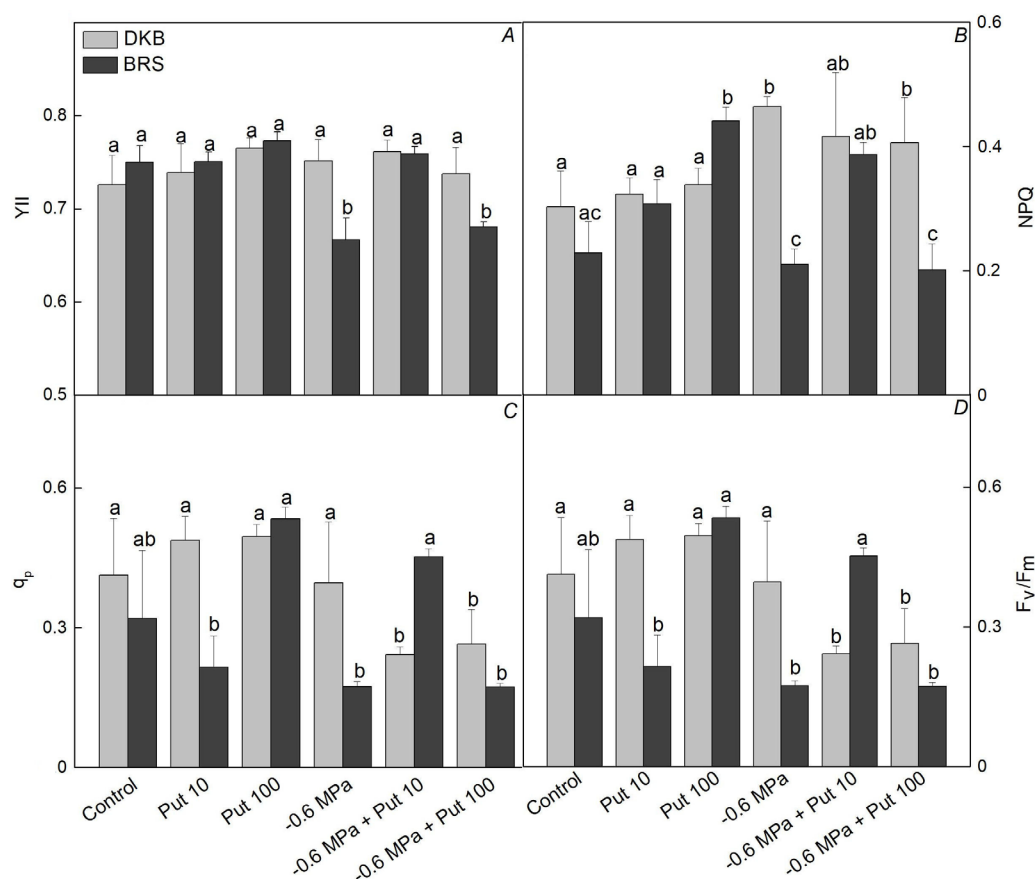 DKB
BRS
A
a a a a a a a a a a
b b
0.8
0.7
0.6
0.5
YII
B
a ac a a a b b c ab ab b c
0.6
0.4
0.2
0
NPQ
C
a ab a b a a a b b a b b
0.6
0.3
0
qp
D
a ab a b a a a b b a b b
0.6
0.3
0
Fv/Fm
Control
Put 10
Put 100
-0.6 MPa
-0.6 MPa + Put 10
-0.6 MPa + Put 100
Control
Put 10
Put 100
-0.6 MPa
-0.6 MPa + Put 10
-0.6 MPa + Put 100